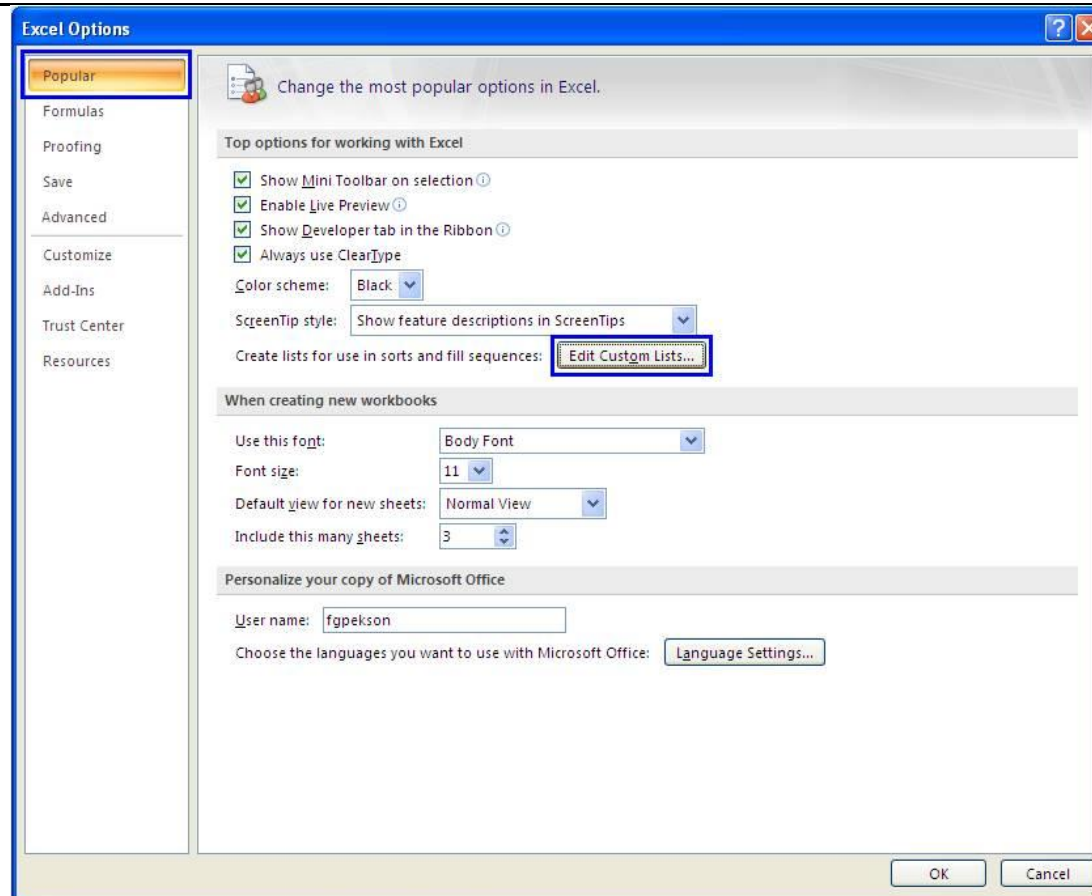 Excel Options
Popular
Formulas
Proofing
Save
Advanced
Customize
Add-Ins
Trust Center
Resources
Change the most popular options in Excel.
Top options for working with Excel
Show Mini Toolbar on selection
Enable Live Preview
Show Developer tab in the Ribbon
Always use ClearType
Color scheme: Black
ScreenTip style: Show feature descriptions in ScreenTips
Create lists for use in sorts and fill sequences: Edit Custom Lists...
When creating new workbooks
Use this font: Body Font
Font size: 11
Default view for new sheets: Normal View
Include this many sheets: 3
Personalize your copy of Microsoft Office
User name: fgpekson
Choose the languages you want to use with Microsoft Office: Language Settings...
OK Cancel